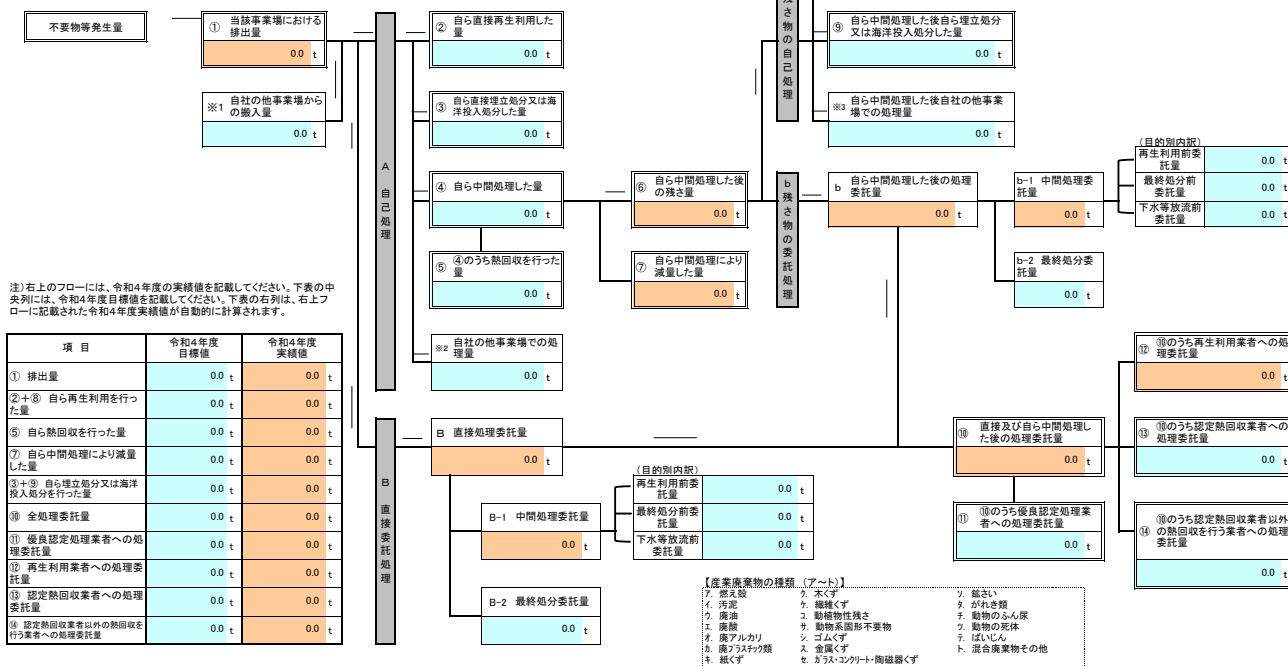 不要物等発生量
① 当該事業場における
排出量
0.0 t
※1 自社の他事業場から
の搬入量
0.0 t
A 自己処理
② 自ら直接再生利用した
量
0.0 t
③ 自ら直接埋立処分又は海
洋投入処分した量
0.0 t
④ 自ら中間処理した量
0.0 t
⑤ ④のうち熱回収を行った
量
0.0 t
※2 自社の他事業場での処
理量
0.0 t
⑥ 自ら中間処理した後
の残さ量
0.0 t
⑦ 自ら中間処理により
減量した量
0.0 t
残さ物の自己処理
⑨ 自ら中間処理した後自ら埋立処分
又は海洋投入処分した量
0.0 t
※3 自ら中間処理した後自社の他事業
場での処理量
0.0 t
b 残さ物の委託処理
b 自ら中間処理した後の処理
委託量
0.0 t
b-1 中間処理委
託量
0.0 t
(目的別内訳)
再生利用前委
託量
0.0 t
最終処分前
委託量
0.0 t
下水等放流前
委託量
0.0 t
b-2 最終処分委
託量
0.0 t
注)右上のフローには、令和4年度の実績値を記載してください。下表の中
央列には、令和4年度目標値を記載してください。下表の右列は、右上フ
ローに記載された令和4年度実績値が自動的に計算されます。
項 目 令和4年度
目標値 令和4年度
実績値
① 排出量 0.0 t 0.0 t
②+⑧ 自ら再生利用を行っ
た量 0.0 t 0.0 t
⑤ 自ら熱回収を行った量 0.0 t 0.0 t
⑦ 自ら中間処理により減量
した量 0.0 t 0.0 t
③+⑨ 自ら埋立処分又は海洋
投入処分を行った量 0.0 t 0.0 t
⑩ 全処理委託量 0.0 t 0.0 t
⑪ 優良認定処理業者への処
理委託量 0.0 t 0.0 t
⑫ 再生利用業者への処理委
託量 0.0 t 0.0 t
⑬ 認定熱回収業者への処理
委託量 0.0 t 0.0 t
⑭ 認定熱回収業者以外の熱回収を
行う業者への処理委託量 0.0 t 0.0 t
B 直接委託処理
B 直接処理委託量
0.0 t
B-1 中間処理委託量
0.0 t
(目的別内訳)
再生利用前委
託量
0.0 t
最終処分前委
託量
0.0 t
下水等放流前
委託量
0.0 t
B-2 最終処分委託量
0.0 t
⑩ 直接及び自ら中間処理し
た後の処理委託量
0.0 t
⑪ ⑩のうち優良認定処理業
者への処理委託量
0.0 t
⑫ ⑩のうち再生利用業者への処
理委託量
0.0 t
⑬ ⑩のうち認定熱回収業者への
処理委託量
0.0 t
⑭ ⑩のうち認定熱回収業者以外
の熱回収を行う業者への処理
委託量
0.0 t
【産業廃棄物の種類 (ア~ト)】
ア. 燃え殻
イ. 汚泥
ウ. 廃油
エ. 廃酸
オ. 廃アルカリ
カ. 廃プラスチック類
キ. 紙くず
ク. 木くず
ケ. 繊維くず
コ. 動植物性残さ
サ. 動物系固形不要物
シ. ゴムくず
ス. 金属くず
セ. ガラス・コンクリート・陶磁器くず
ソ. 鉱さい
タ. がれき類
チ. 動物のふん尿
ツ. 動物の死体
テ. ばいじん
ト. 混合廃棄物その他